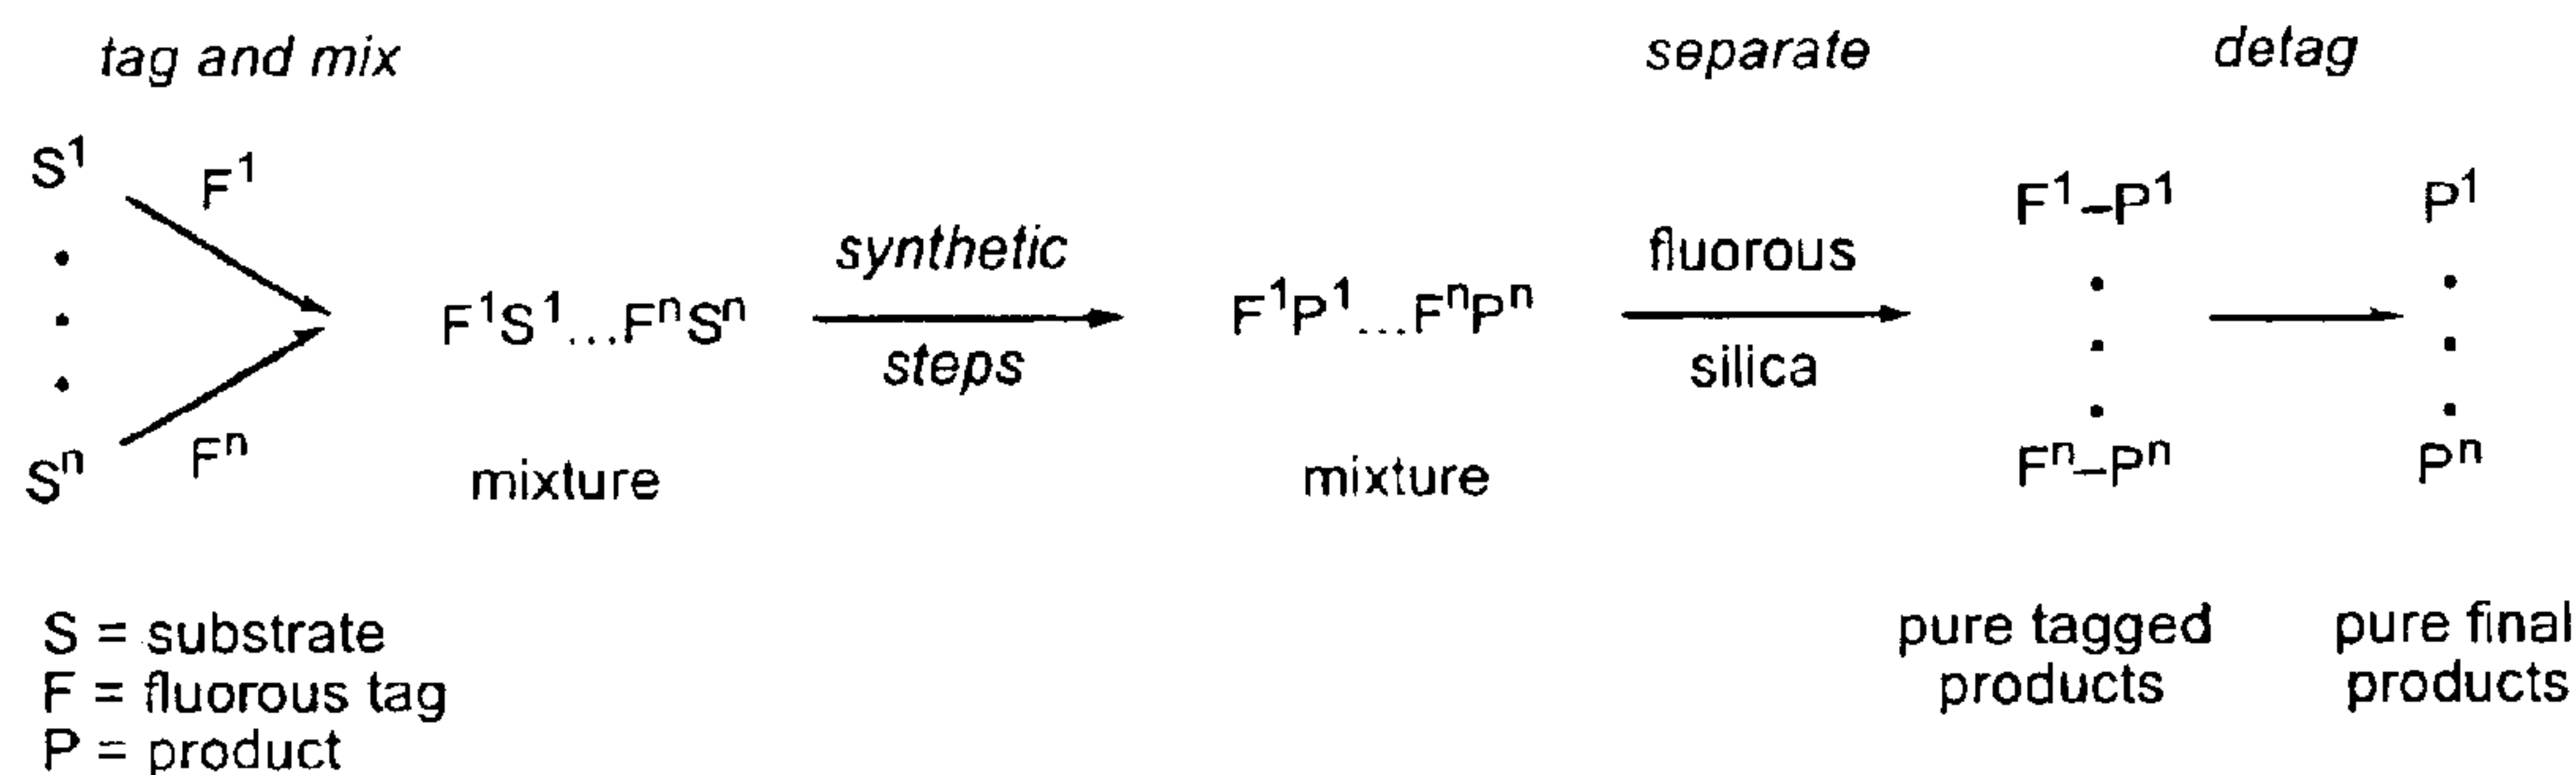 tag and mix
separate
detag
S¹
F¹
Sⁿ
Fⁿ
F¹S¹...FⁿSⁿ
mixture
synthetic
steps
F¹P¹...FⁿPⁿ
mixture
fluorous
silica
F¹–P¹
Fⁿ–Pⁿ
pure tagged
products
P¹
Pⁿ
pure final
products
S = substrate
F = fluorous tag
P = product